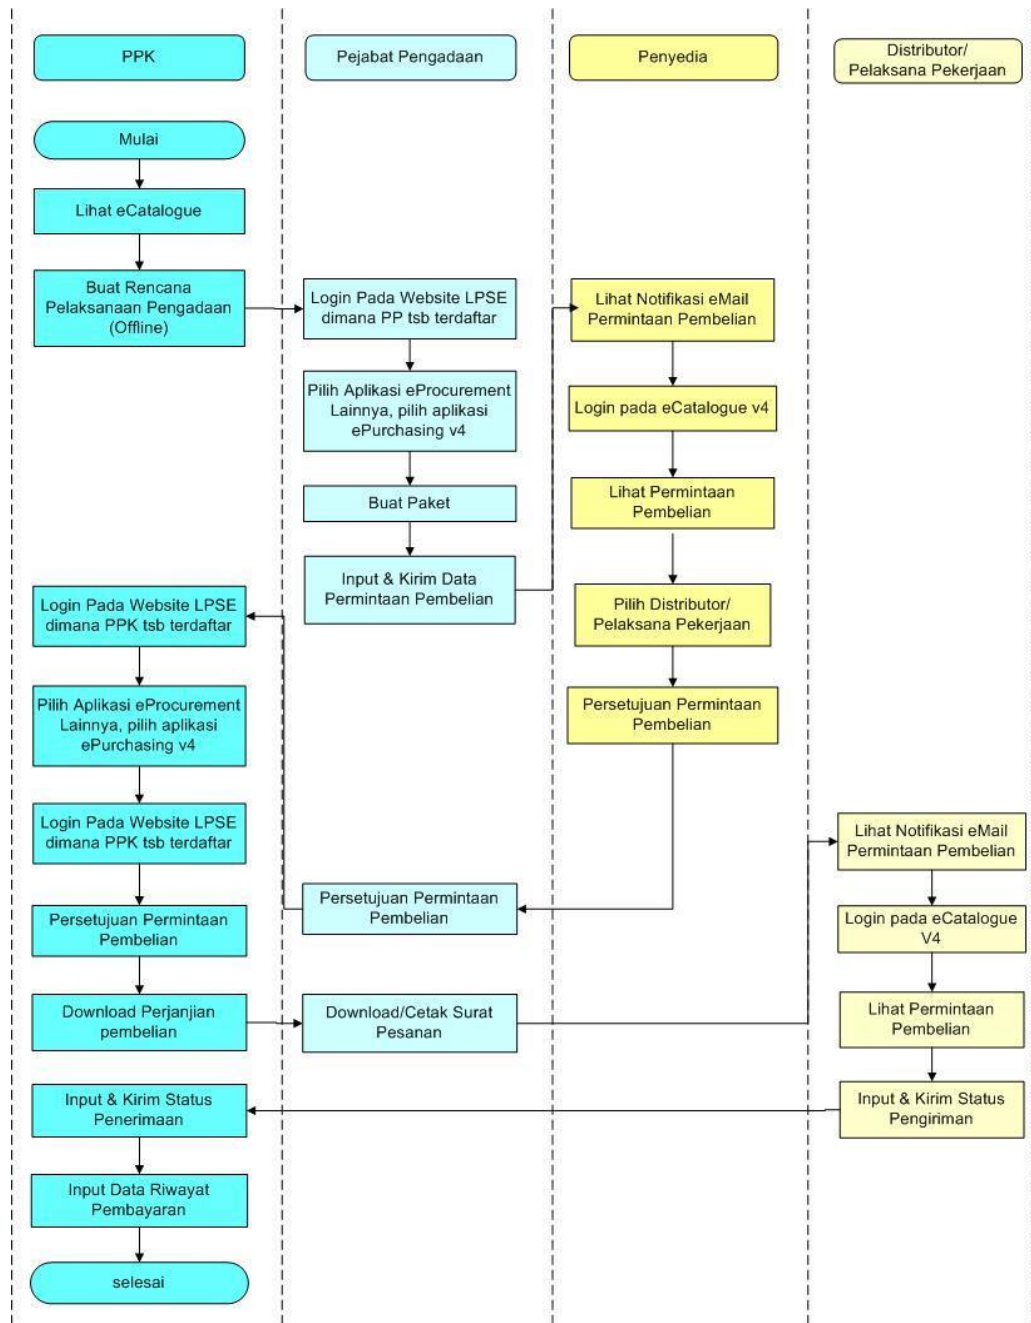 PPK
Pejabat Pengadaan
Penyedia
Distributor/
Pelaksana Pekerjaan
Mulai
Lihat eCatalogue
Buat Rencana
Pelaksanaan Pengadaan
(Offline)
Login Pada Website LPSE
dimana PP tsb terdaftar
Pilih Aplikasi eProcurement
Lainnya, pilih aplikasi
ePurchasing v4
Buat Paket
Input & Kirim Data
Permintaan Pembelian
Lihat Notifikasi eMail
Permintaan Pembelian
Login pada eCatalogue v4
Lihat Permintaan
Pembelian
Pilih Distributor/
Pelaksana Pekerjaan
Persetujuan Permintaan
Pembelian
Persetujuan Permintaan
Pembelian
Login Pada Website LPSE
dimana PPK tsb terdaftar
Pilih Aplikasi eProcurement
Lainnya, pilih aplikasi
ePurchasing v4
Login Pada Website LPSE
dimana PPK tsb terdaftar
Persetujuan Permintaan
Pembelian
Download Perjanjian
pembelian
Download/Cetak Surat
Pesanan
Lihat Notifikasi eMail
Permintaan Pembelian
Login pada eCatalogue
V4
Lihat Permintaan
Pembelian
Input & Kirim Status
Pengiriman
Input & Kirim Status
Penerimaan
Input Data Riwayat
Pembayaran
selesai